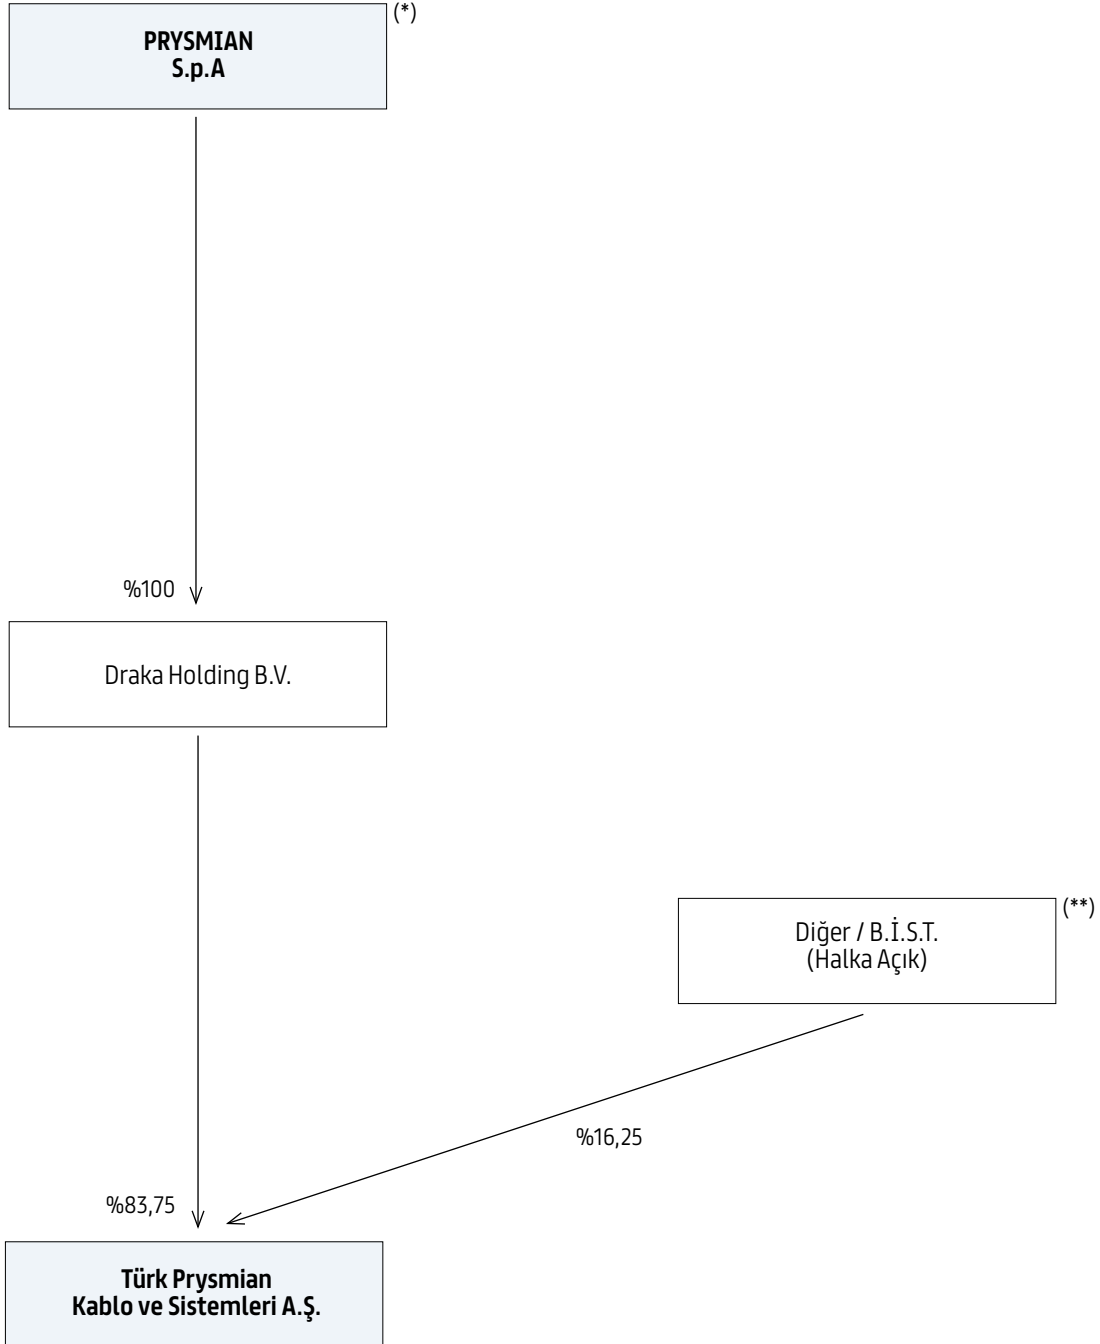 PRYSMIAN
S.p.A
(*)
%100
Draka Holding B.V.
Diğer / B.İ.S.T.
(Halka Açık)
(**)
%16,25
%83,75
Türk Prysmian
Kablo ve Sistemleri A.Ş.